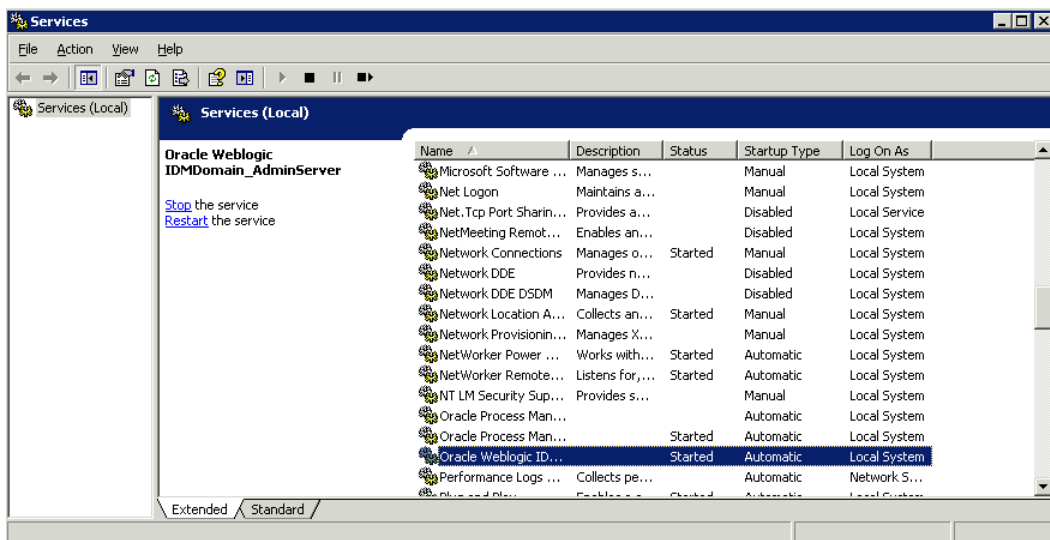 Services
File Action View Help
Services (Local)
Services (Local)
Oracle Weblogic
IDMDomain_AdminServer
Stop the service
Restart the service
Name Description Status Startup Type Log On As
Microsoft Software ... Manages s... Manual Local System
Net Logon Maintains a... Manual Local System
Net.Tcp Port Sharin... Provides a... Disabled Local Service
NetMeeting Remot... Enables an... Disabled Local System
Network Connections Manages o... Started Manual Local System
Network DDE Provides n... Disabled Local System
Network DDE DSDM Manages D... Disabled Local System
Network Location A... Collects an... Started Manual Local System
Network Provisionin... Manages X... Manual Local System
NetWorker Power ... Works with... Started Automatic Local System
NetWorker Remote... Listens for,... Started Automatic Local System
NT LM Security Sup... Provides s... Manual Local System
Oracle Process Man... Automatic Local System
Oracle Process Man... Started Automatic Local System
Oracle Weblogic ID... Started Automatic Local System
Performance Logs ... Collects pe... Automatic Network S...
Plug and Play Started Automatic Local System
Extended Standard